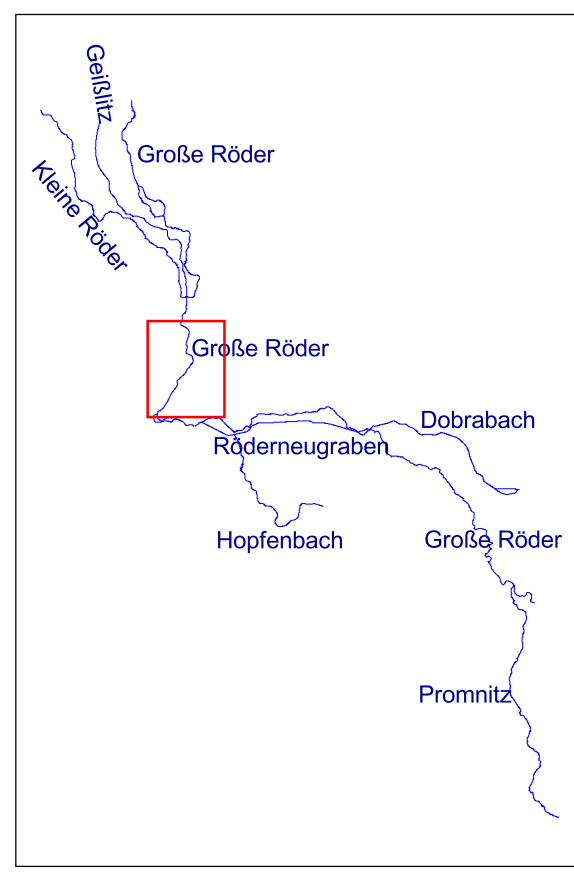 Geißlitz
Große Röder
Kleine Röder
Große Röder
Dobrabach
Röderneugraben
Hopfenbach
Große Röder
Promnitz